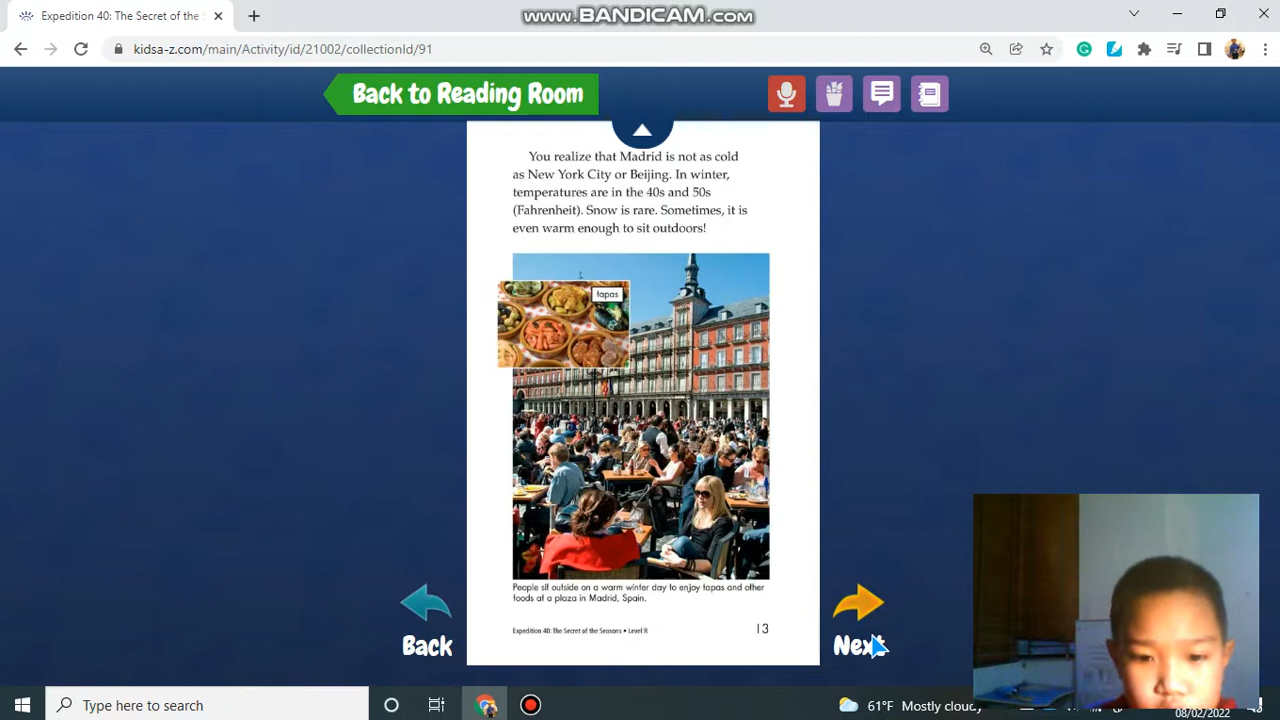 www.BANDICAM.com
Expedition 40: The Secret of the S
kidsa-z.com/main/Activity/id/21002/collectionId/91
Back to Reading Room
You realize that Madrid is not as cold
as New York City or Beijing. In winter,
temperatures are in the 40s and 50s
(Fahrenheit). Snow is rare. Sometimes, it is
even warm enough to sit outdoors!
tapas
People sit outside on a warm winter day to enjoy tapas and other
foods at a plaza in Madrid, Spain.
Expedition 40: The Secret of the Seasons • Level R
13
Back
Next
Type here to search
61°F Mostly cloudy
08/02/2022